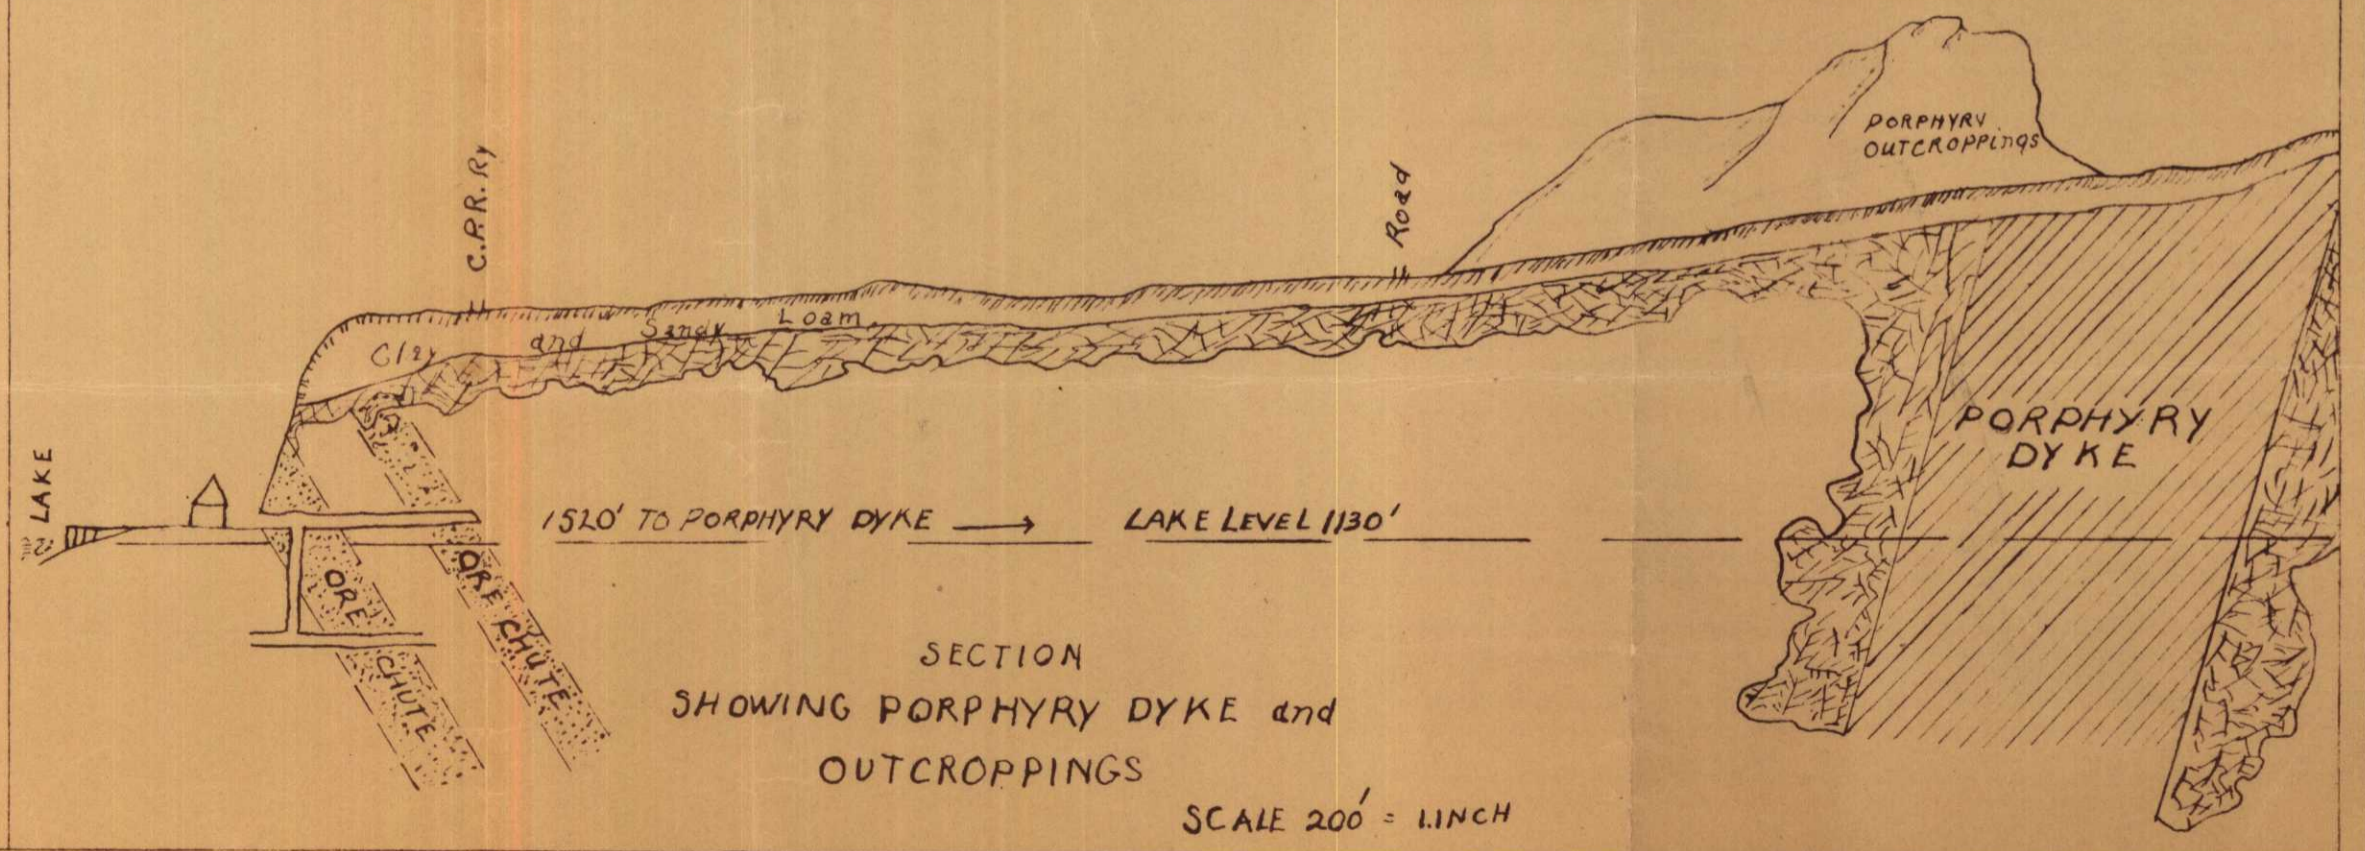 PORPHYRY
OUTCROPPINGS
C.P.R. Ry
Road
Clay and Sandy Loam
LAKE
PORPHYRY
DYKE
1520' TO PORPHYRY DYKE
LAKE LEVEL 1130'
ORE CHUTE
ORE CHUTE
SECTION
SHOWING PORPHYRY DYKE and
OUTCROPPINGS
SCALE 200' = 1.INCH